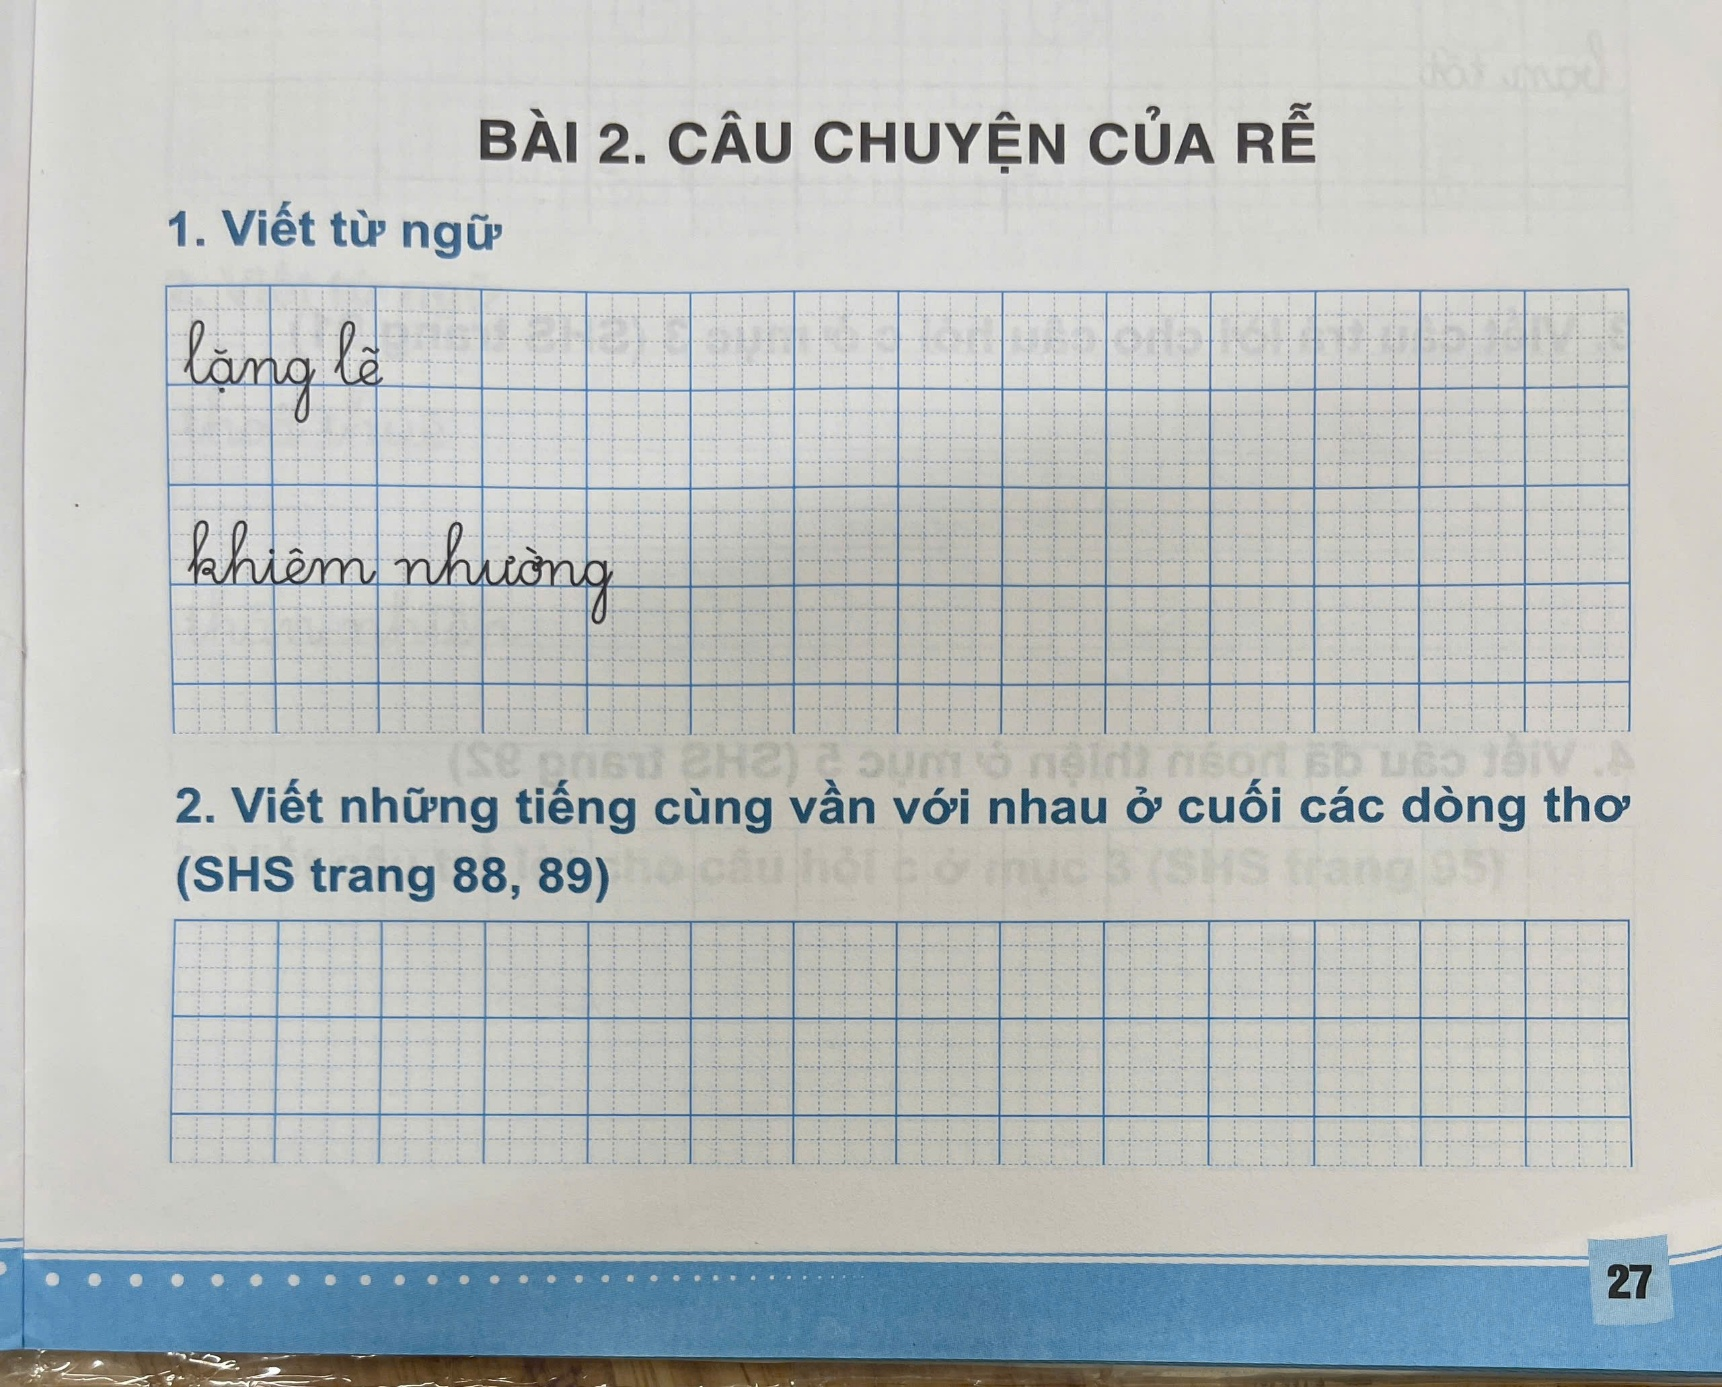 BÀI 2. CÂU CHUYỆN CỦA RỄ
1. Viết từ ngữ
lặng lẽ
khiêm nhường
2. Viết những tiếng cùng vần với nhau ở cuối các dòng thơ
(SHS trang 88, 89)
27